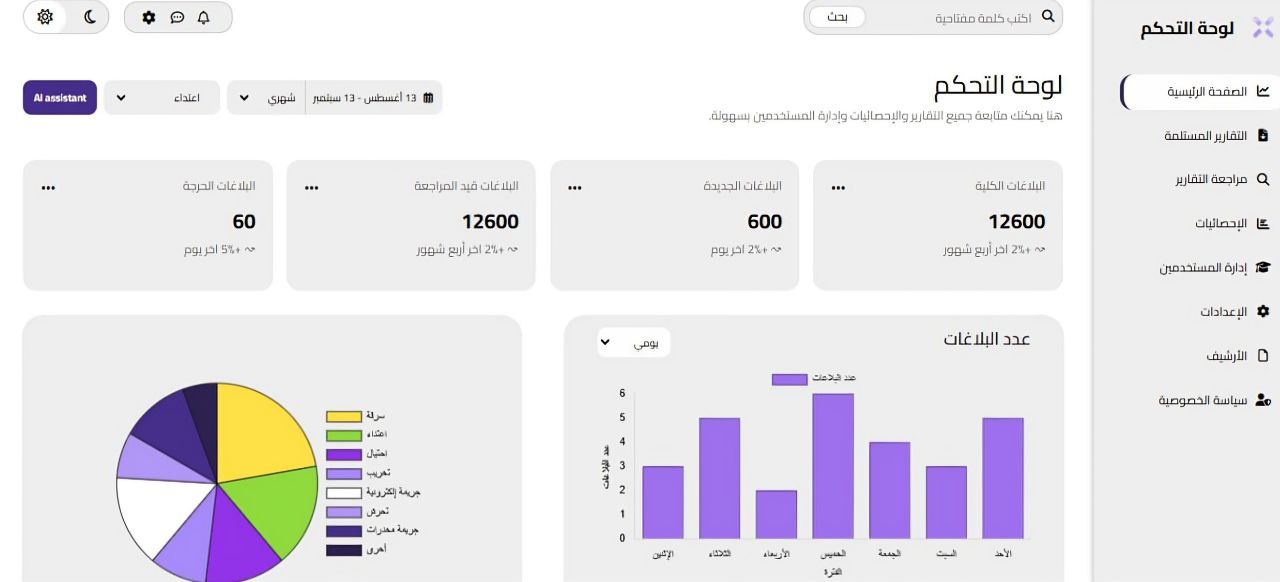 لوحة التحكم
الصفحة الرئيسية
التقارير المستلمة
مراجعة التقارير
الإحصائيات
إدارة المستخدمين
الإعدادات
الأرشيف
سياسة الخصوصية
اكتب كلمة مفتاحية
بحث
لوحة التحكم
هنا يمكنك متابعة جميع التقارير والإحصائيات وإدارة المستخدمين بسهولة.
13 أغسطس - 13 سبتمبر
شهري
اعتداء
AI assistant
البلاغات الكلية
12600
+2% اخر أربع شهور
البلاغات الجديدة
600
+2% اخر يوم
البلاغات قيد المراجعة
12600
+2% اخر أربع شهور
البلاغات الحرجة
60
+5% اخر يوم
عدد البلاغات
يومي
عدد البلاغات
عدد البلاغات
6
5
4
3
2
1
0
الإثنين
الثلاثاء
الأربعاء
الخميس
الجمعة
السبت
الأحد
الفترة
سرقة
اعتداء
احتيال
تخريب
جريمة إلكترونية
تحرش
جريمة مخدرات
أخرى